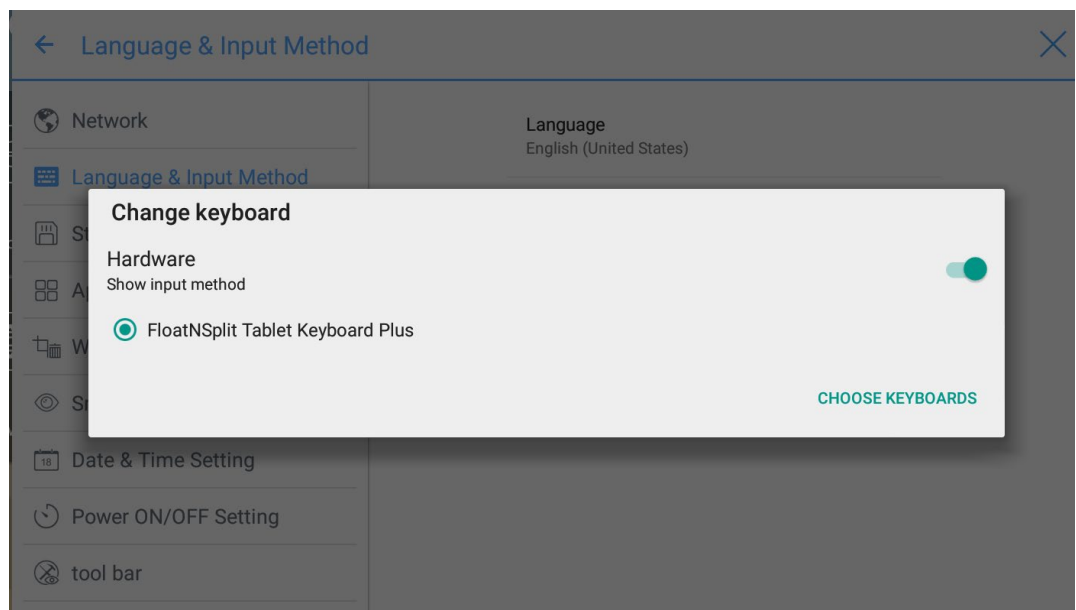 Language & Input Method
Network
Language & Input Method
Language
English (United States)
Change keyboard
Hardware
Show input method
FloatNSplit Tablet Keyboard Plus
CHOOSE KEYBOARDS
18
Date & Time Setting
Power ON/OFF Setting
tool bar